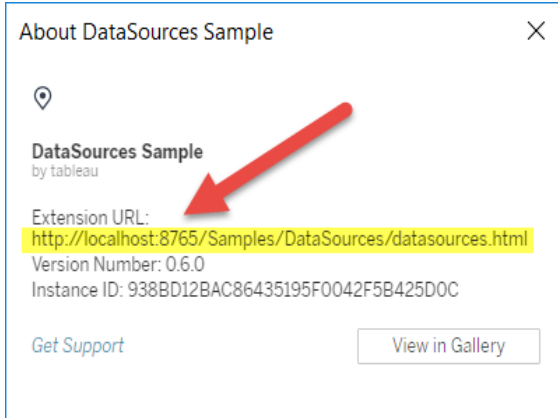 About DataSources Sample
DataSources Sample
by tableau
Extension URL:
http://localhost:8765/Samples/DataSources/datasources.html
Version Number: 0.6.0
Instance ID: 938BD12BAC86435195F0042F5B425D0C
Get Support
View in Gallery